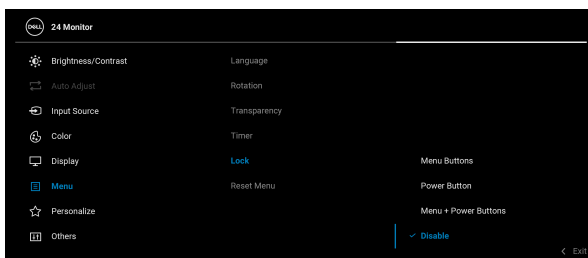 DELL 24 Monitor
Brightness/Contrast Language
Auto Adjust Rotation
Input Source Transparency
Color Timer
Display Lock Menu Buttons
Menu Reset Menu Power Button
Personalize Menu + Power Buttons
Others Disable
Exit